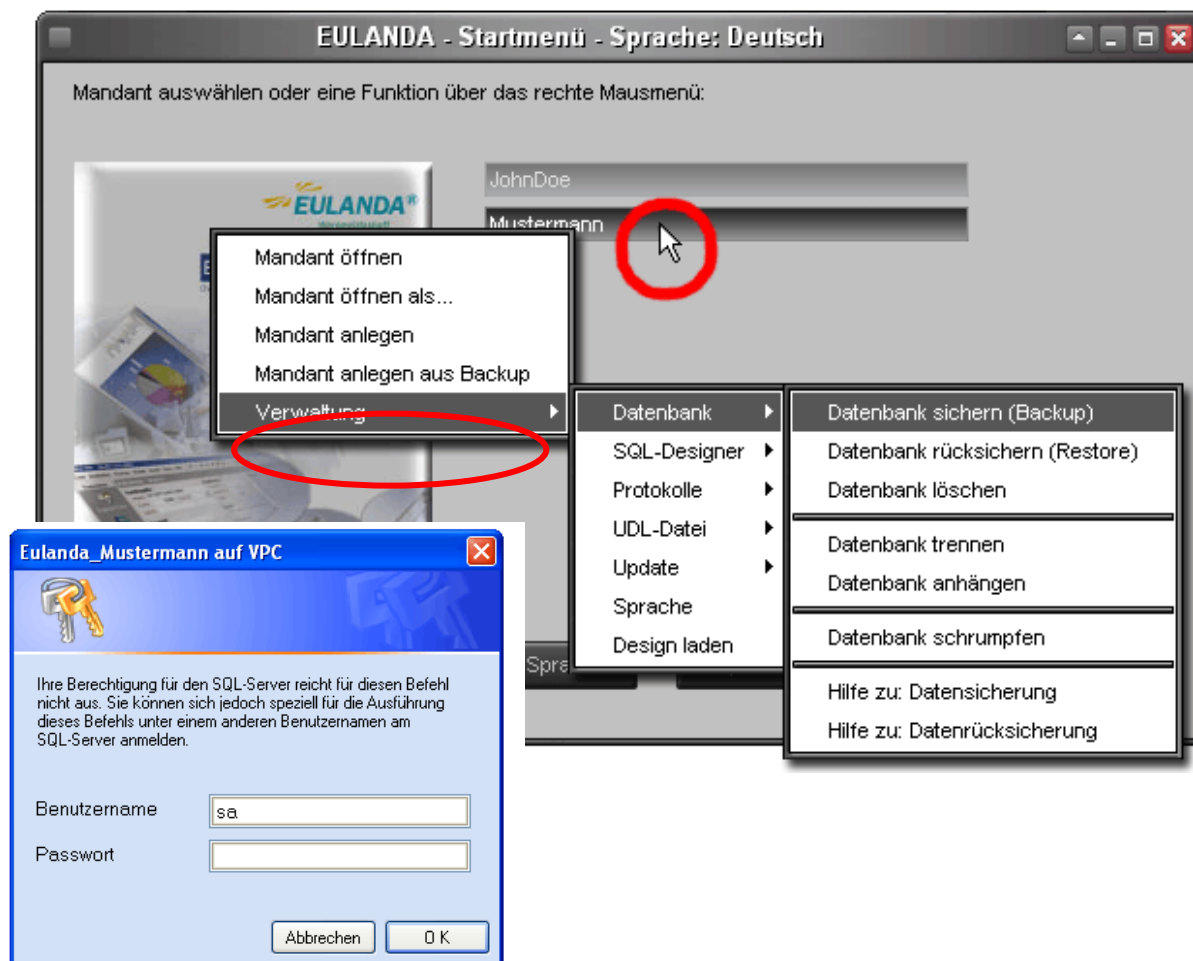 EULANDA - Startmenü - Sprache: Deutsch
Mandant auswählen oder eine Funktion über das rechte Mausmenü:
JohnDoe
Mustermann
EULANDA®
Mandant öffnen
Mandant öffnen als...
Mandant anlegen
Mandant anlegen aus Backup
Verwaltung
Datenbank
SQL-Designer
Protokolle
UDL-Datei
Update
Sprache
Design laden
Datenbank sichern (Backup)
Datenbank rücksichern (Restore)
Datenbank löschen
Datenbank trennen
Datenbank anhängen
Datenbank schrumpfen
Hilfe zu: Datensicherung
Hilfe zu: Datenrücksicherung
Eulanda_Mustermann auf VPC
Ihre Berechtigung für den SQL-Server reicht für diesen Befehl
nicht aus. Sie können sich jedoch speziell für die Ausführung
dieses Befehls unter einem anderen Benutzernamen am
SQL-Server anmelden.
Benutzername
sa
Passwort
Abbrechen
OK